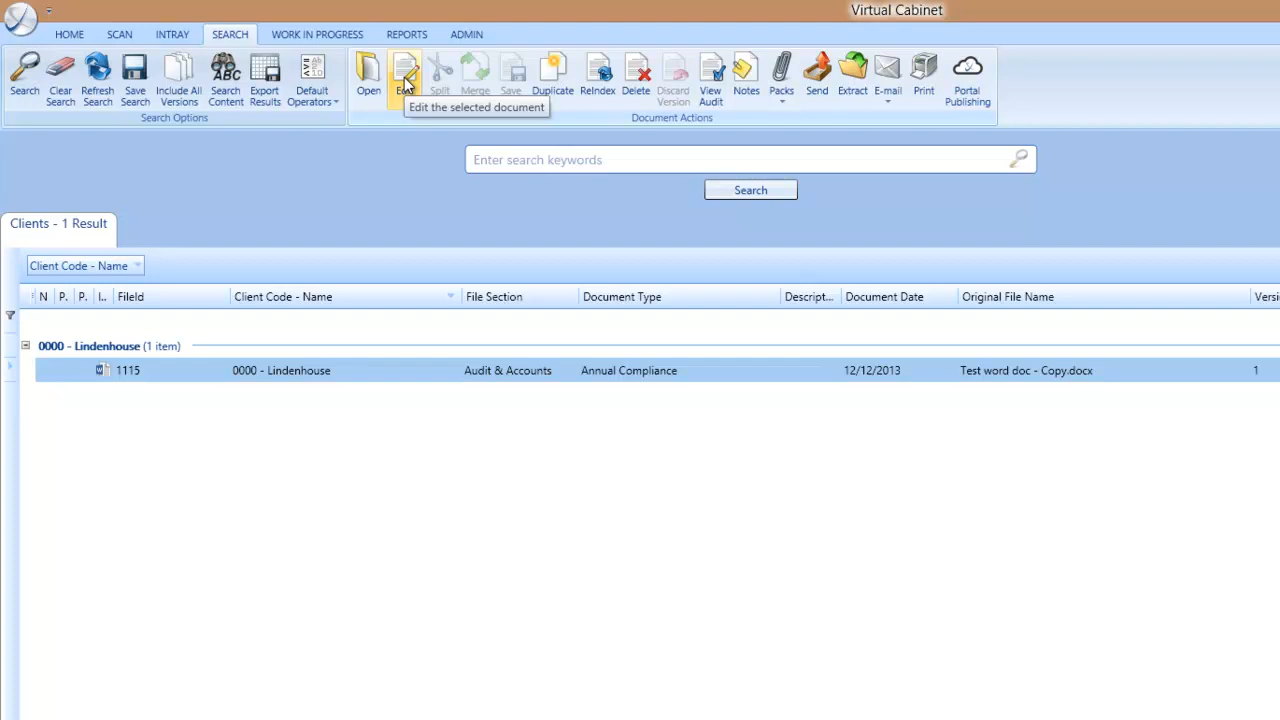 Virtual Cabinet
HOME SCAN INTRAY SEARCH WORK IN PROGRESS REPORTS ADMIN
Search Clear Search Refresh Search Save Search Include All Versions Search Content Export Results Default Operators Open Split Merge Save Duplicate ReIndex Delete Discard Version View Audit Notes Packs Send Extract E-mail Print Portal Publishing
ABC
Edit the selected document
Search Options Document Actions
Enter search keywords
Search
Clients - 1 Result
Client Code - Name
N P. P. I.. FileId Client Code - Name File Section Document Type Descript... Document Date Original File Name Versi
0000 - Lindenhouse (1 item)
1115 0000 - Lindenhouse Audit & Accounts Annual Compliance 12/12/2013 Test word doc - Copy.docx 1